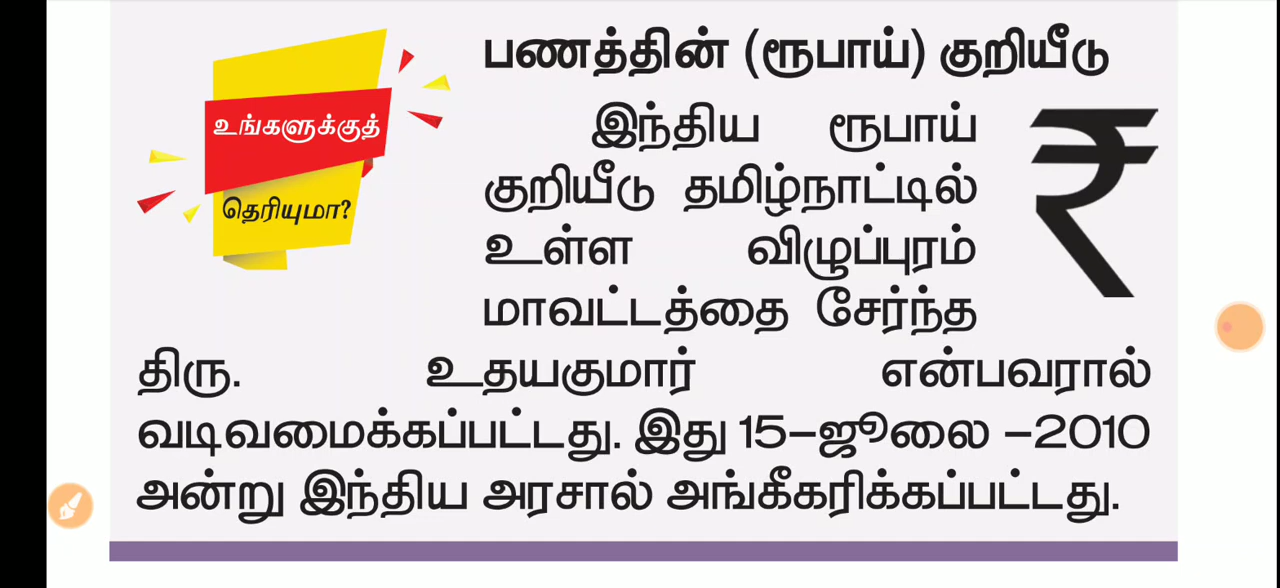 உங்களுக்குத்
தெரியுமா?
பணத்தின் (ரூபாய்) குறியீடு
இந்திய ரூபாய்
குறியீடு தமிழ்நாட்டில்
உள்ள விழுப்புரம்
மாவட்டத்தை சேர்ந்த
திரு. உதயகுமார் என்பவரால்
வடிவமைக்கப்பட்டது. இது 15–ஜூலை –2010
அன்று இந்திய அரசால் அங்கீகரிக்கப்பட்டது.
₹